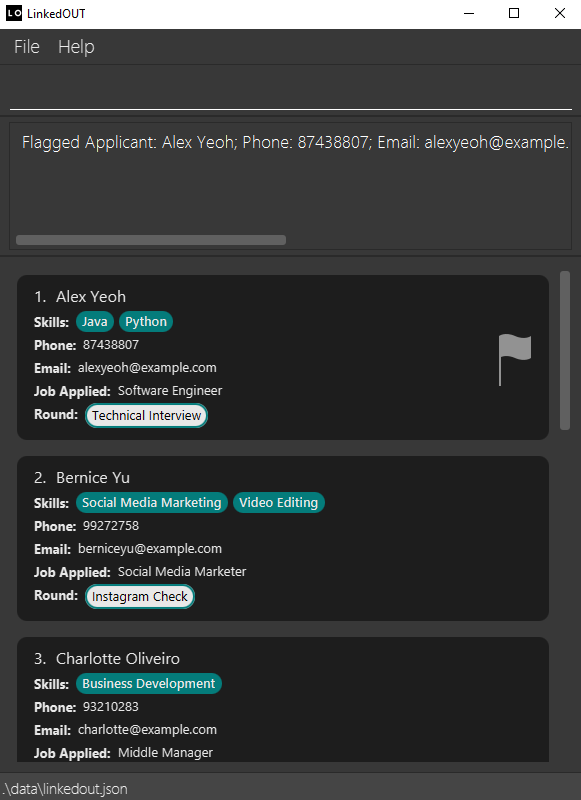 LO LinkedOUT
File Help
Flagged Applicant: Alex Yeoh; Phone: 87438807; Email: alexyeoh@example.
1. Alex Yeoh
Skills: Java Python
Phone: 87438807
Email: alexyeoh@example.com
Job Applied: Software Engineer
Round: Technical Interview
2. Bernice Yu
Skills: Social Media Marketing Video Editing
Phone: 99272758
Email: berniceyu@example.com
Job Applied: Social Media Marketer
Round: Instagram Check
3. Charlotte Oliveiro
Skills: Business Development
Phone: 93210283
Email: charlotte@example.com
Job Applied: Middle Manager
.\data\linkedout.json